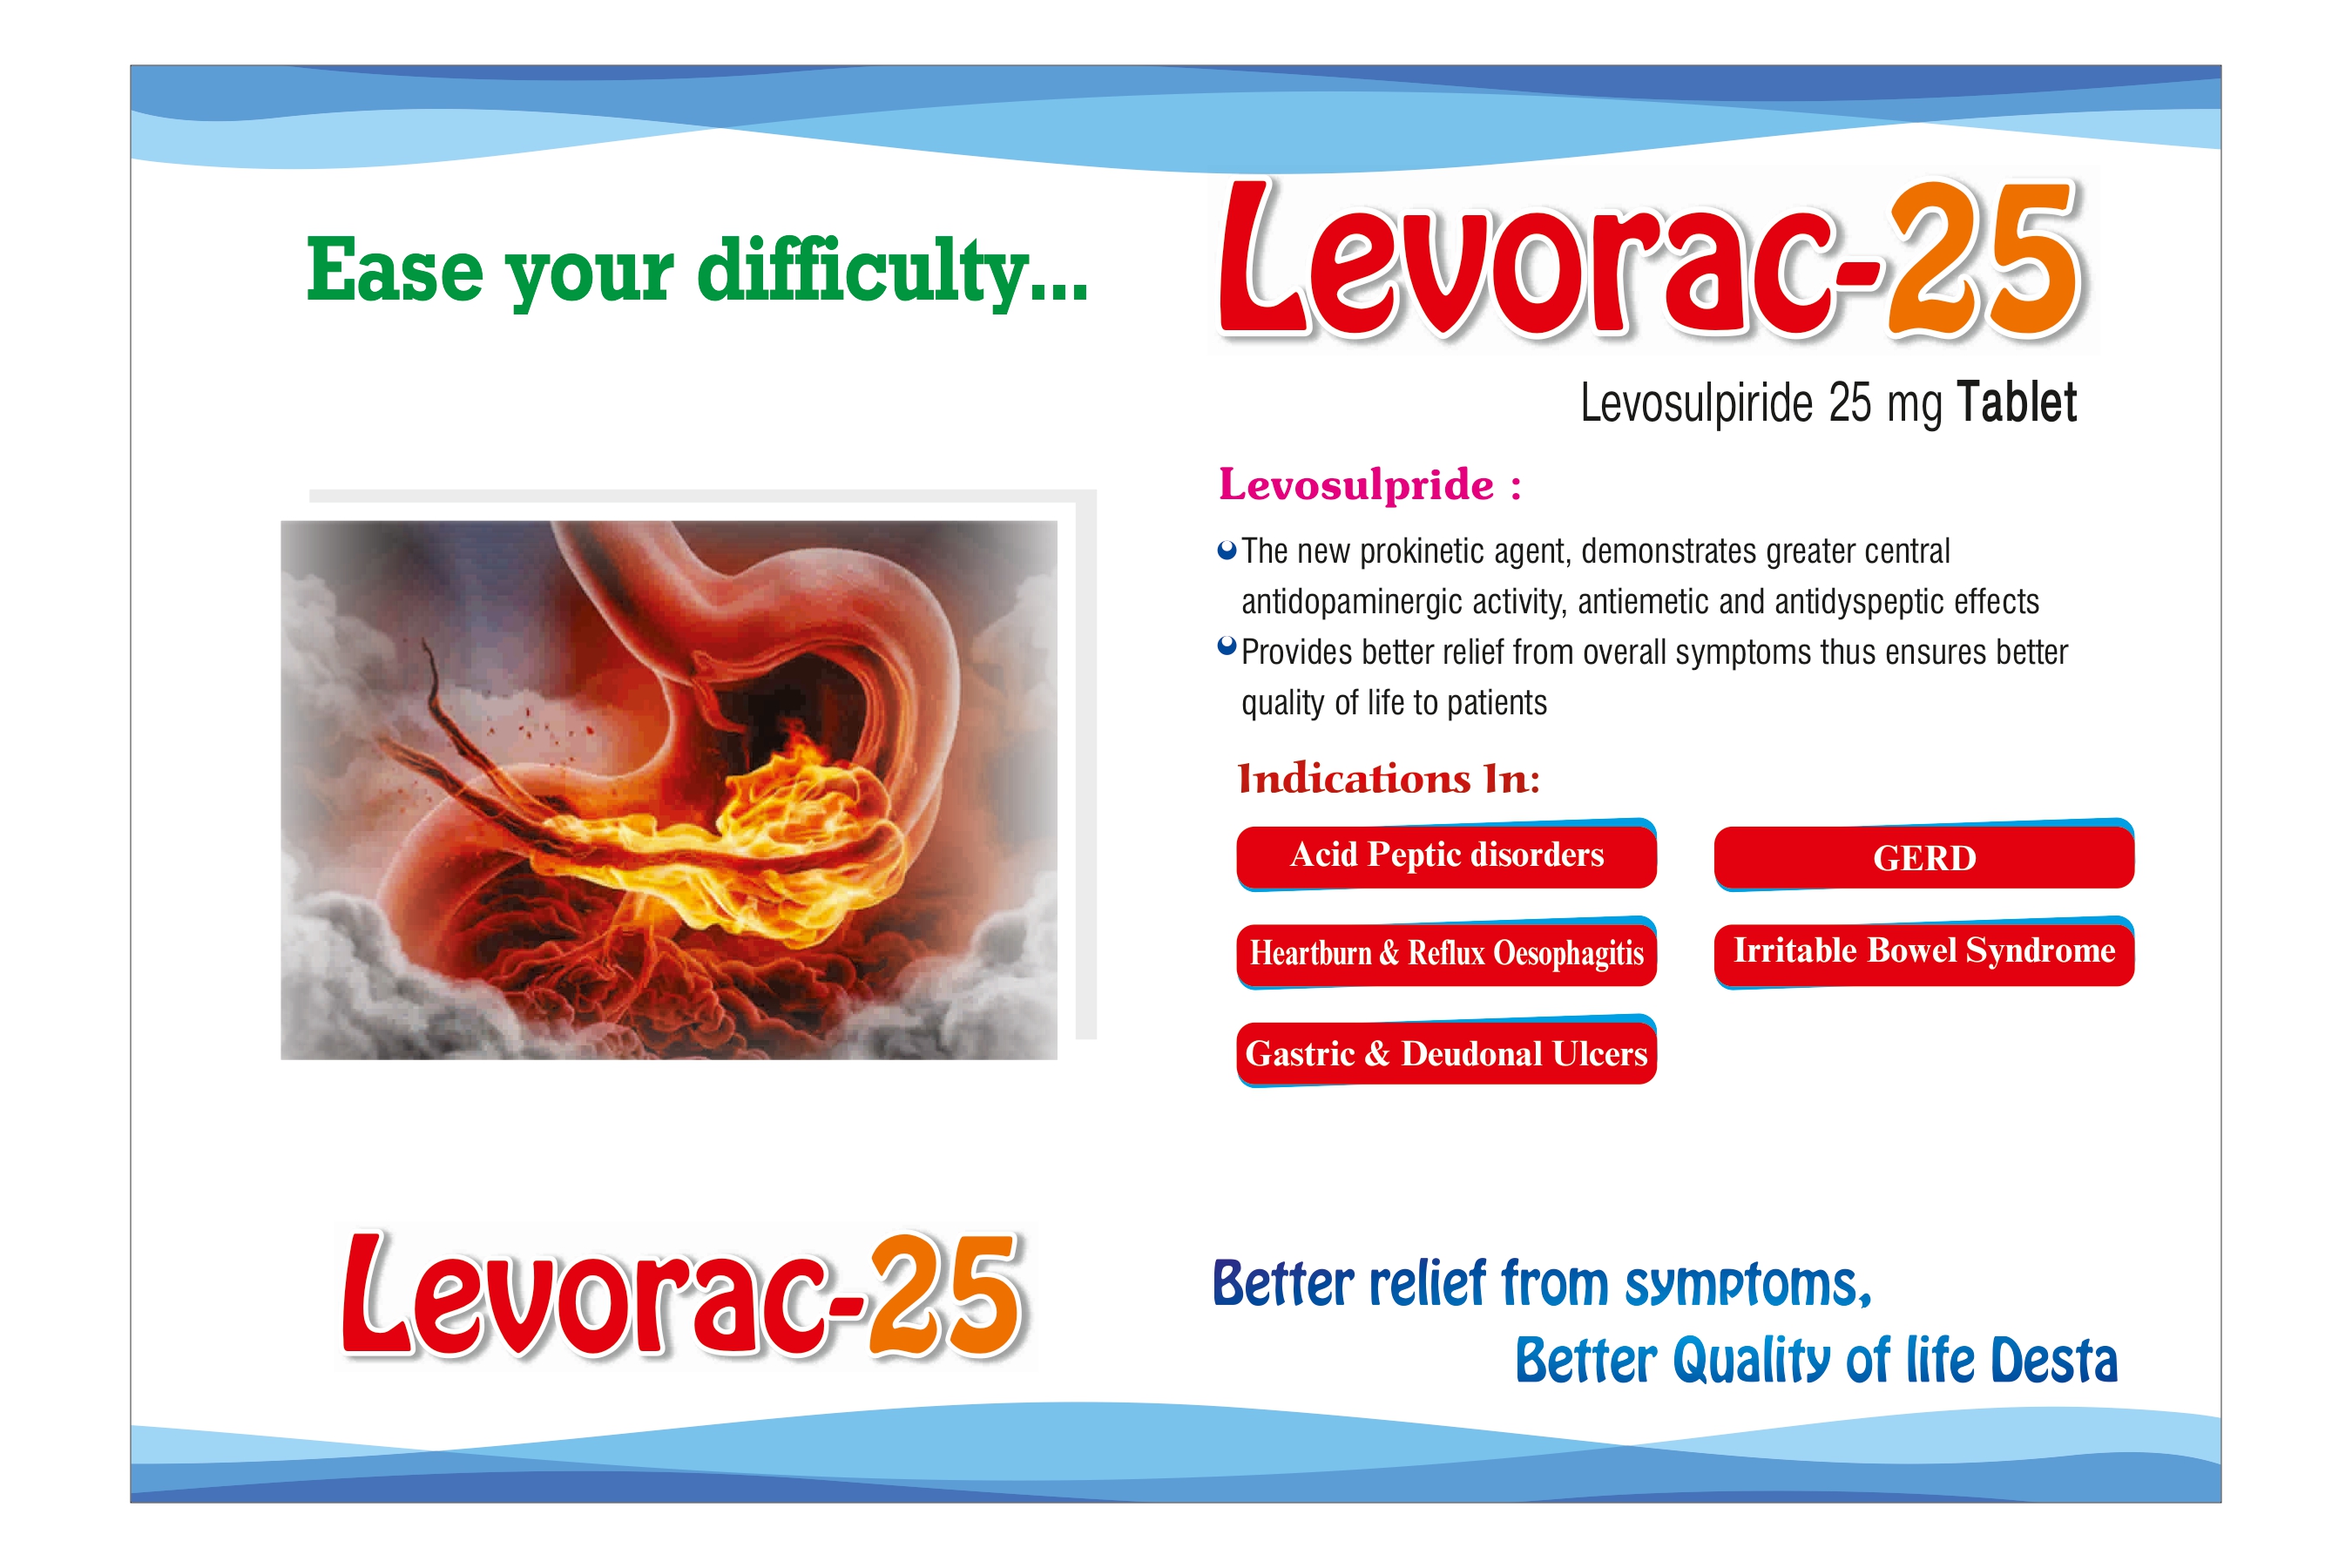 Ease your difficulty...
Levorac-25
Levorac-25
Levosulpiride 25 mg Tablet
Levosulpride :
The new prokinetic agent, demonstrates greater central
antidopaminergic activity, antiemetic and antidyspeptic effects
Provides better relief from overall symptoms thus ensures better
quality of life to patients
Indications In:
Acid Peptic disorders
GERD
Heartburn & Reflux Oesophagitis
Irritable Bowel Syndrome
Gastric & Deudonal Ulcers
Better relief from symptoms,
Better Quality of life Desta